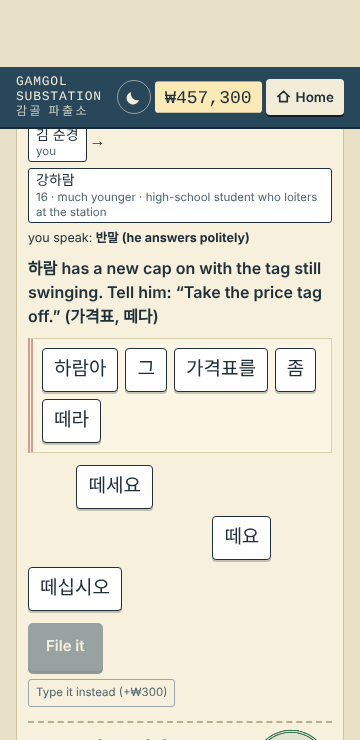 GAMGOL
SUBSTATION
감골 파출소
₩457,300
Home
김 순경
you
→
강하람
16 · much younger · high-school student who loiters
at the station
you speak: 반말 (he answers politely)
하람 has a new cap on with the tag still
swinging. Tell him: “Take the price tag
off.” (가격표, 떼다)
하람아 그 가격표를 좀
떼라
떼세요
떼요
떼십시오
File it
Type it instead (+₩300)